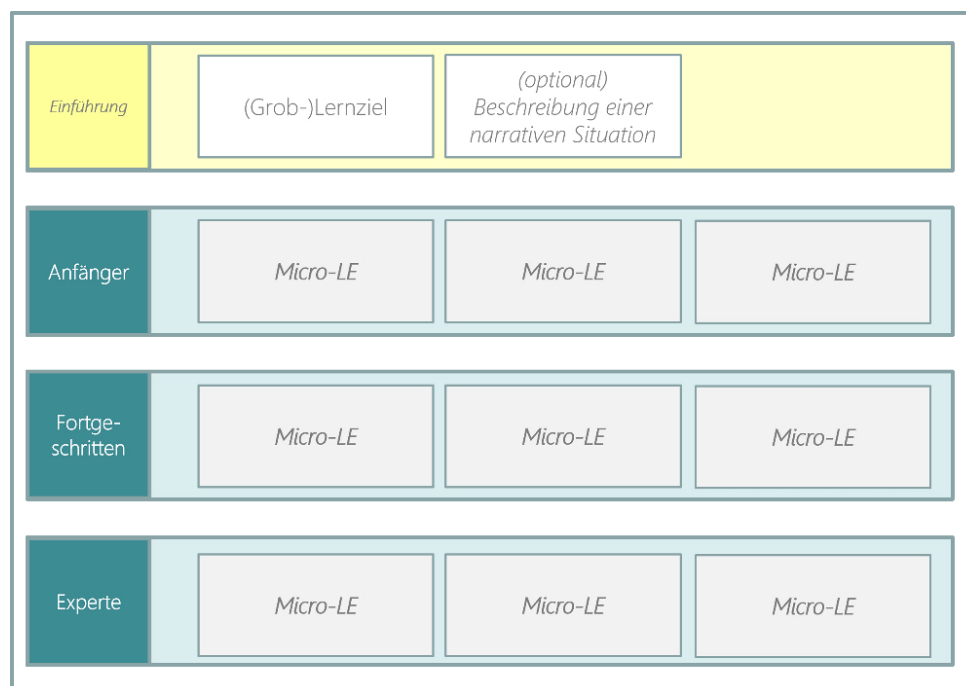 Einführung
(Grob-)Lernziel
(optional)
Beschreibung einer
narrativen Situation
Anfänger
Micro-LE
Micro-LE
Micro-LE
Fortge-
schritten
Micro-LE
Micro-LE
Micro-LE
Experte
Micro-LE
Micro-LE
Micro-LE